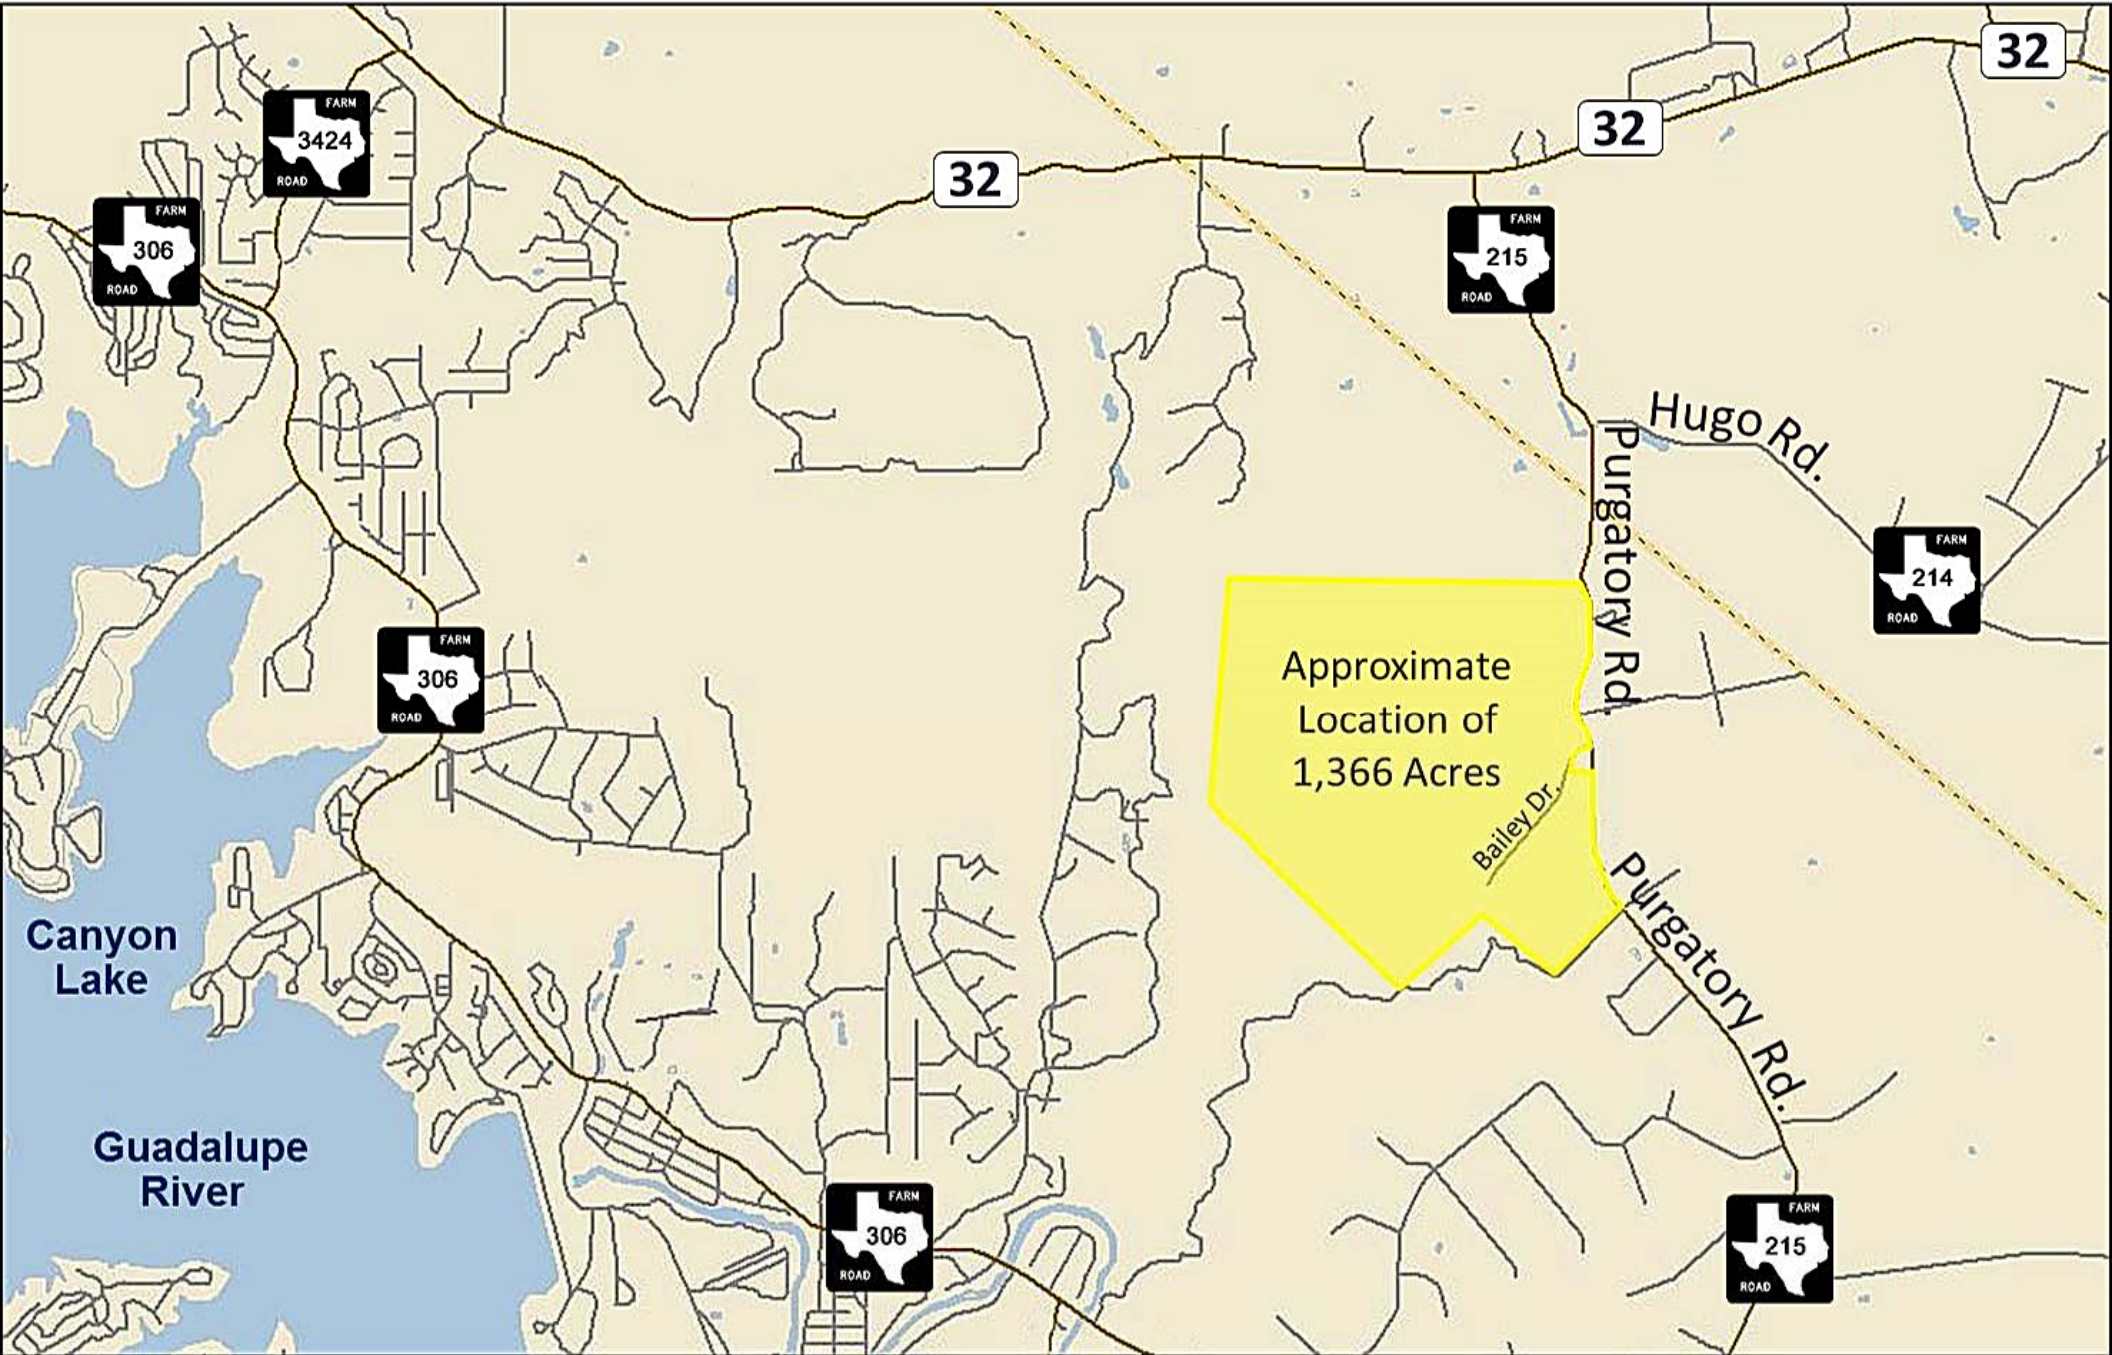 32
32
FARM
3424
ROAD
32
FARM
306
ROAD
FARM
215
ROAD
Hugo Rd.
Purgatory Rd.
FARM
214
ROAD
FARM
306
ROAD
Approximate
Location of
1,366 Acres
Bailey Dr.
Purgatory Rd.
Canyon
Lake
Guadalupe
River
FARM
306
ROAD
FARM
215
ROAD